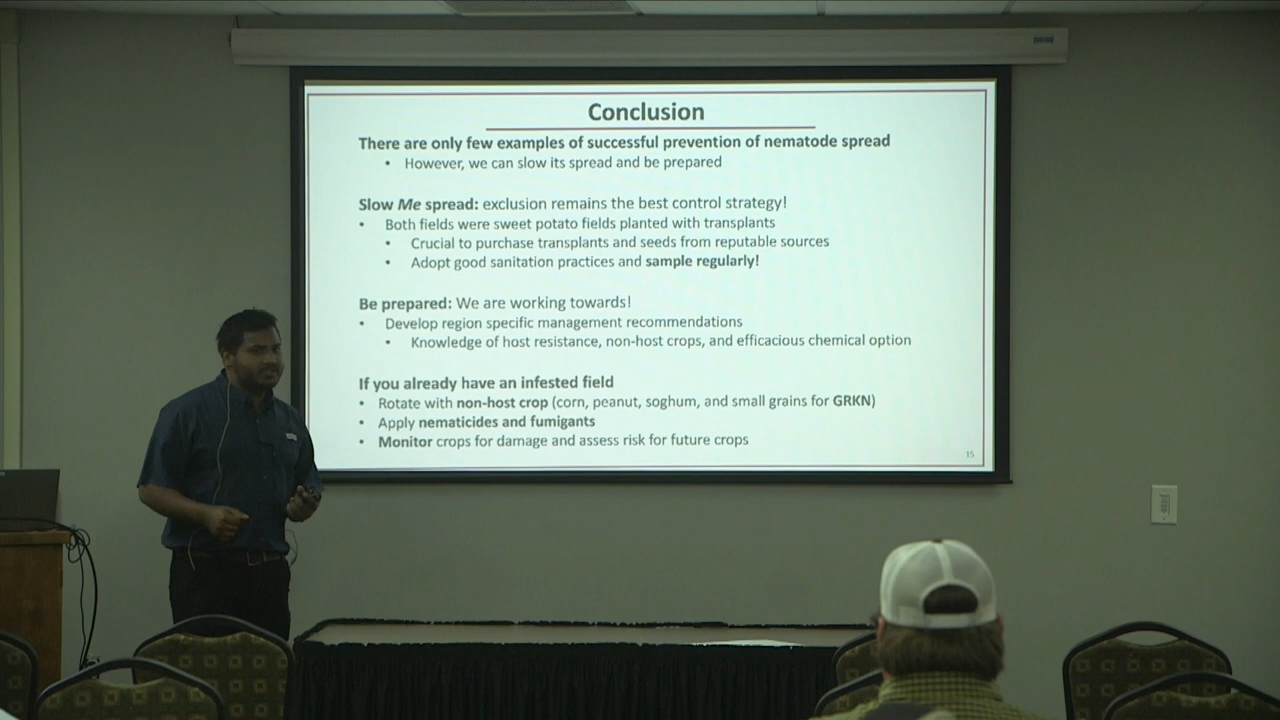 Conclusion
There are only few examples of successful prevention of nematode spread
• However, we can slow its spread and be prepared
Slow Me spread: exclusion remains the best control strategy!
• Both fields were sweet potato fields planted with transplants
• Crucial to purchase transplants and seeds from reputable sources
• Adopt good sanitation practices and sample regularly!
Be prepared: We are working towards!
• Develop region specific management recommendations
• Knowledge of host resistance, non-host crops, and efficacious chemical option
If you already have an infested field
• Rotate with non-host crop (corn, peanut, soghum, and small grains for GRKN)
• Apply nematicides and fumigants
• Monitor crops for damage and assess risk for future crops
15